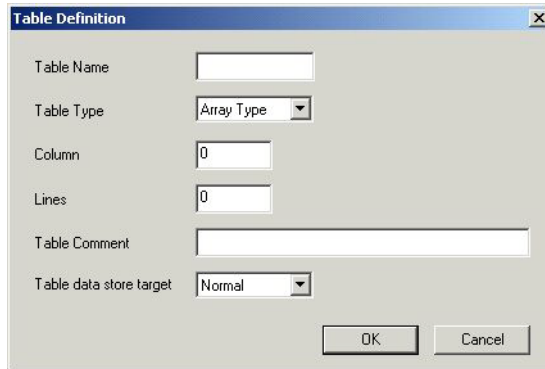 Table Definition
Table Name
Table Type Array Type
Column 0
Lines 0
Table Comment
Table data store target Normal
OK Cancel